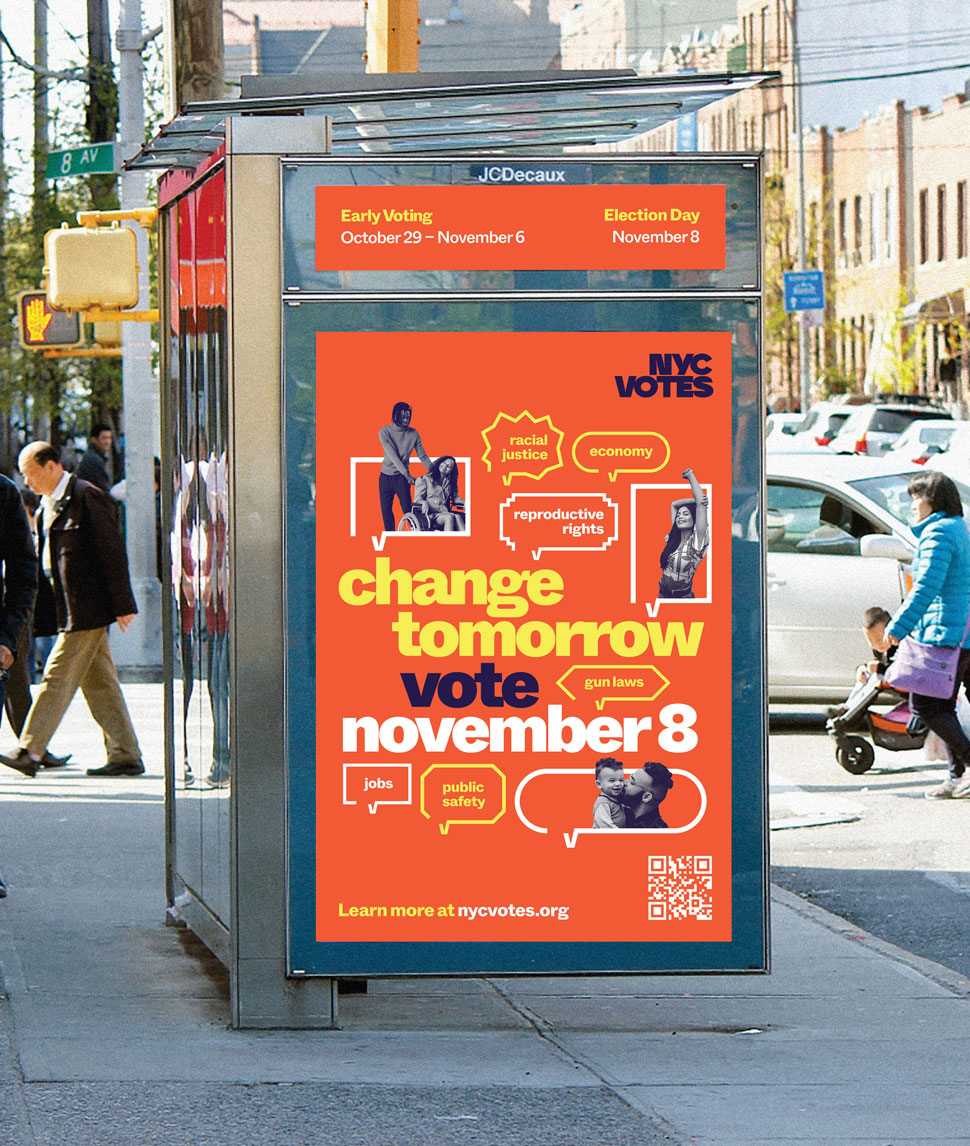 8 AV
JCDecaux
Early Voting
October 29 – November 6
Election Day
November 8
NYC
VOTES
racial
justice
economy
reproductive
rights
change
tomorrow
vote
gun laws
november 8
jobs
public
safety
Learn more at nycvotes.org